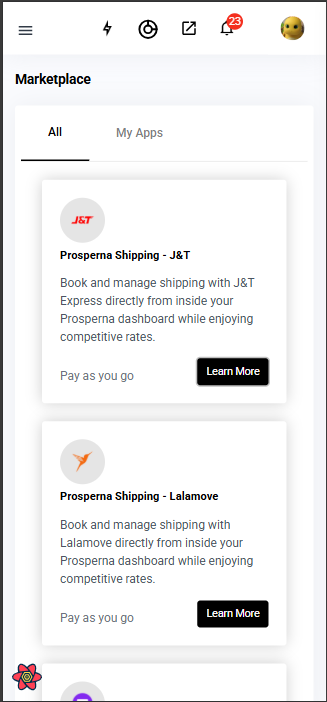 23
Marketplace
All
My Apps
J&T
Prosperna Shipping - J&T
Book and manage shipping with J&T
Express directly from inside your
Prosperna dashboard while enjoying
competitive rates.
Pay as you go
Learn More
Prosperna Shipping - Lalamove
Book and manage shipping with
Lalamove directly from inside your
Prosperna dashboard while enjoying
competitive rates.
Pay as you go
Learn More